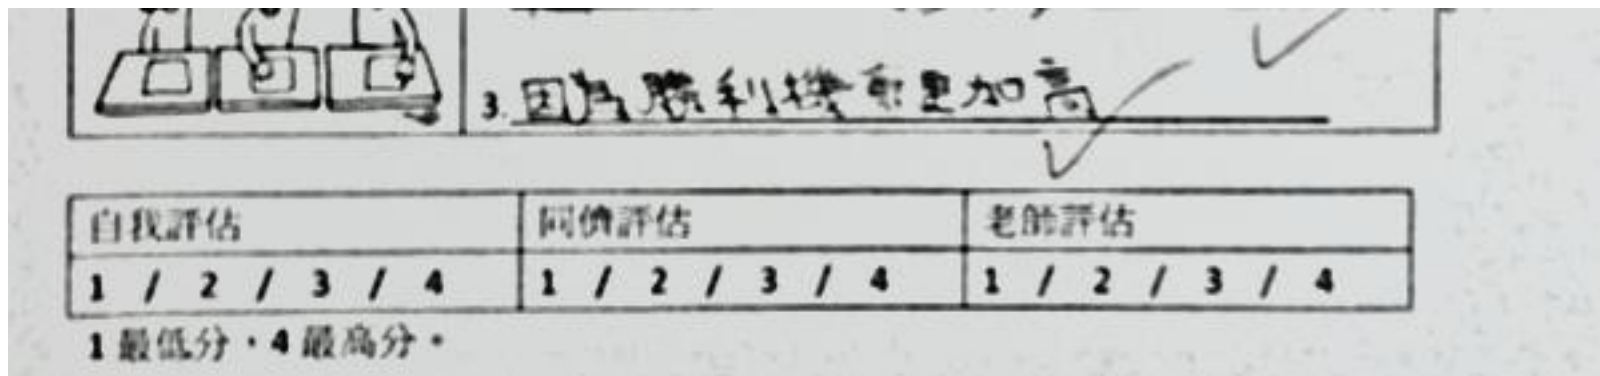 3. 因為勝利機會更加高
自我評估 同儕評估 老師評估
1 / 2 / 3 / 4 1 / 2 / 3 / 4 1 / 2 / 3 / 4
1 最低分，4 最高分。